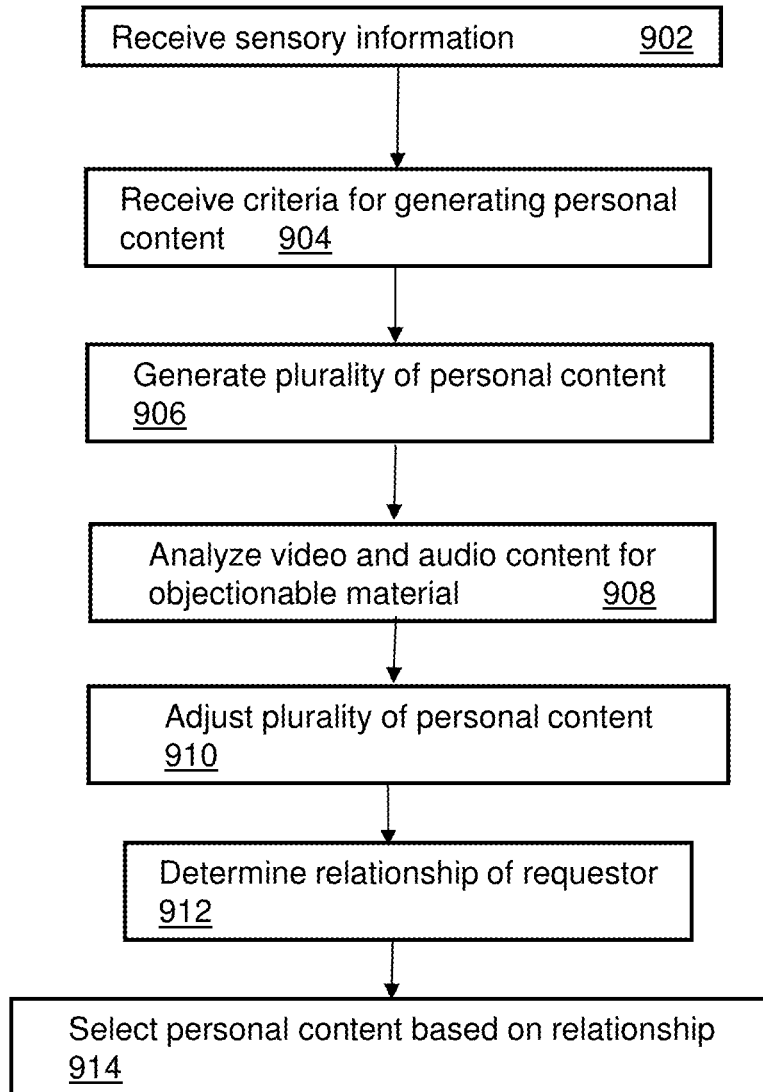 Receive sensory information 902
Receive criteria for generating personal
content 904
Generate plurality of personal content
906
Analyze video and audio content for
objectionable material 908
Adjust plurality of personal content
910
Determine relationship of requestor
912
Select personal content based on relationship
914